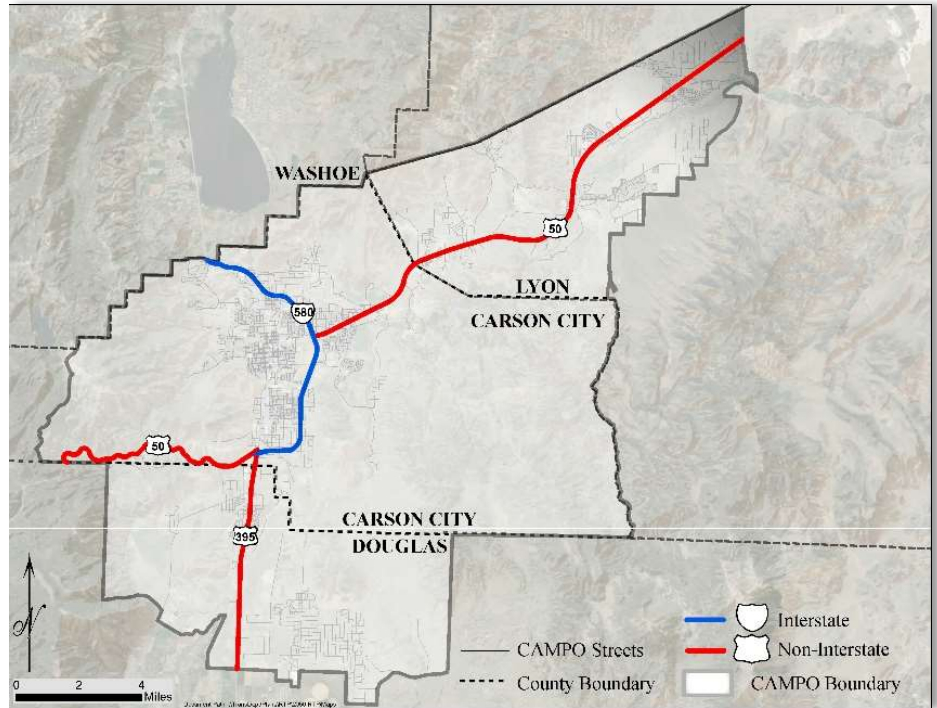 WASHOE
50
580
LYON
CARSON CITY
50
CARSON CITY
395
DOUGLAS
N
Interstate
CAMPO Streets
Non-Interstate
County Boundary
CAMPO Boundary
0 2 4
Miles